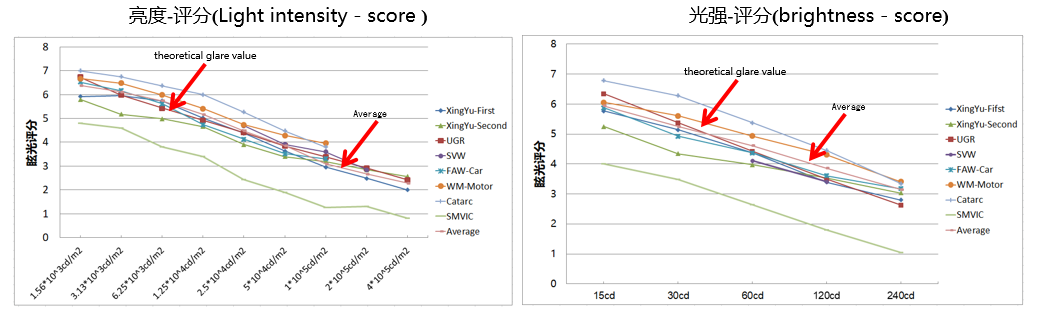 亮度-评分(Light intensity - score )
8
7
6
5
4
3
2
1
0
眩光评分
theoretical glare value
Average
1.56*10^3cd/m2
3.13*10^3cd/m2
6.25*10^3cd/m2
1.25*10^4cd/m2
2.5*10^4cd/m2
5*10^4cd/m2
1*10^5cd/m2
2*10^5cd/m2
4*10^5cd/m2
XingYu-First
XingYu-Second
UGR
SVW
FAW-Car
WM-Motor
Catarc
SMVIC
Average
光强-评分(brightness - score)
8
7
6
5
4
3
2
1
0
眩光评分
theoretical glare value
Average
15cd
30cd
60cd
120cd
240cd
XingYu-Fifst
XingYu-Second
UGR
SVW
FAW-Car
WM-Motor
Catarc
SMVIC
Average